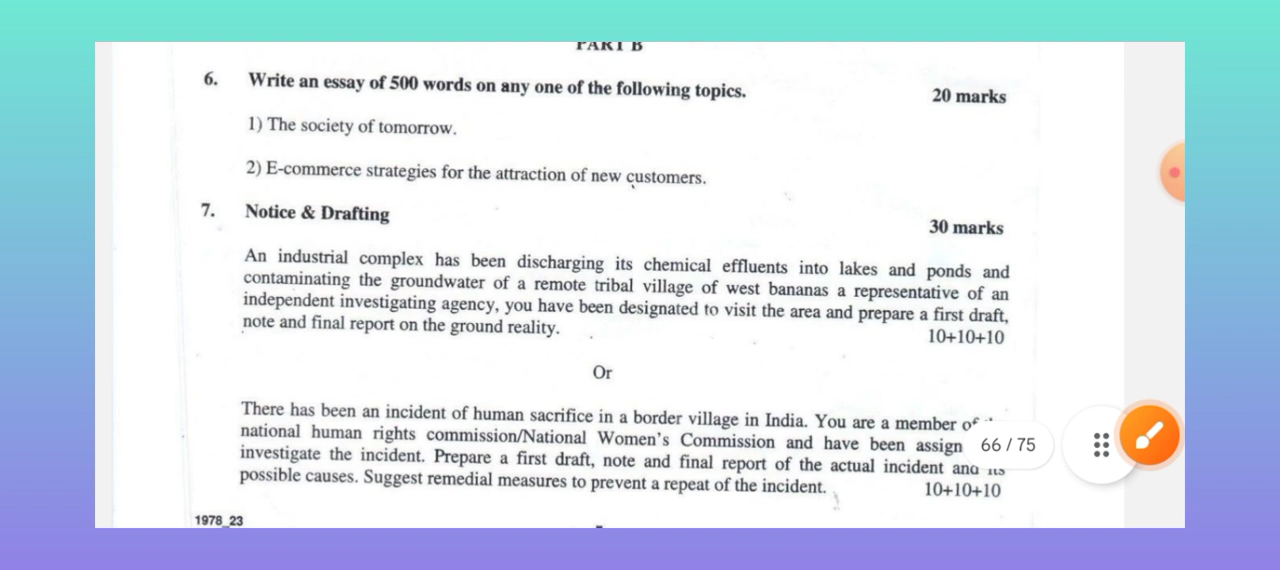 PART B
6. Write an essay of 500 words on any one of the following topics. 20 marks
1) The society of tomorrow.
2) E-commerce strategies for the attraction of new customers.
7. Notice & Drafting 30 marks
An industrial complex has been discharging its chemical effluents into lakes and ponds and
contaminating the groundwater of a remote tribal village of west bananas a representative of an
independent investigating agency, you have been designated to visit the area and prepare a first draft,
note and final report on the ground reality. 10+10+10
Or
There has been an incident of human sacrifice in a border village in India. You are a member of
national human rights commission/National Women's Commission and have been assign
66 / 75
investigate the incident. Prepare a first draft, note and final report of the actual incident and its
possible causes. Suggest remedial measures to prevent a repeat of the incident. 10+10+10
1978_23